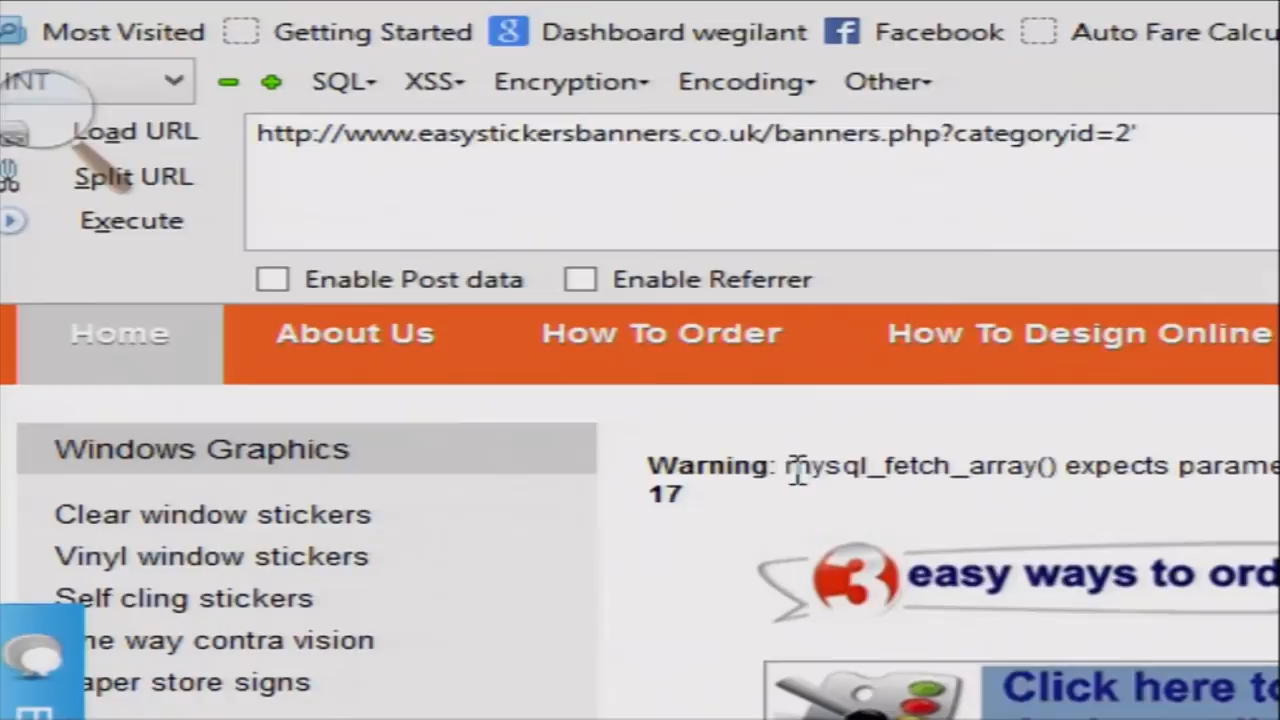 Most Visited Getting Started Dashboard wegilant Facebook Auto Fare Calcu
INT SQL XSS Encryption Encoding Other
Load URL http://www.easystickersbanners.co.uk/banners.php?categoryid=2'
Split URL
Execute
Enable Post data Enable Referrer
Home About Us How To Order How To Design Online
Windows Graphics
Warning: mysql_fetch_array() expects parame
17
Clear window stickers
Vinyl window stickers
3 easy ways to ord
Self cling stickers
ne way contra vision
aper store signs
Click here to